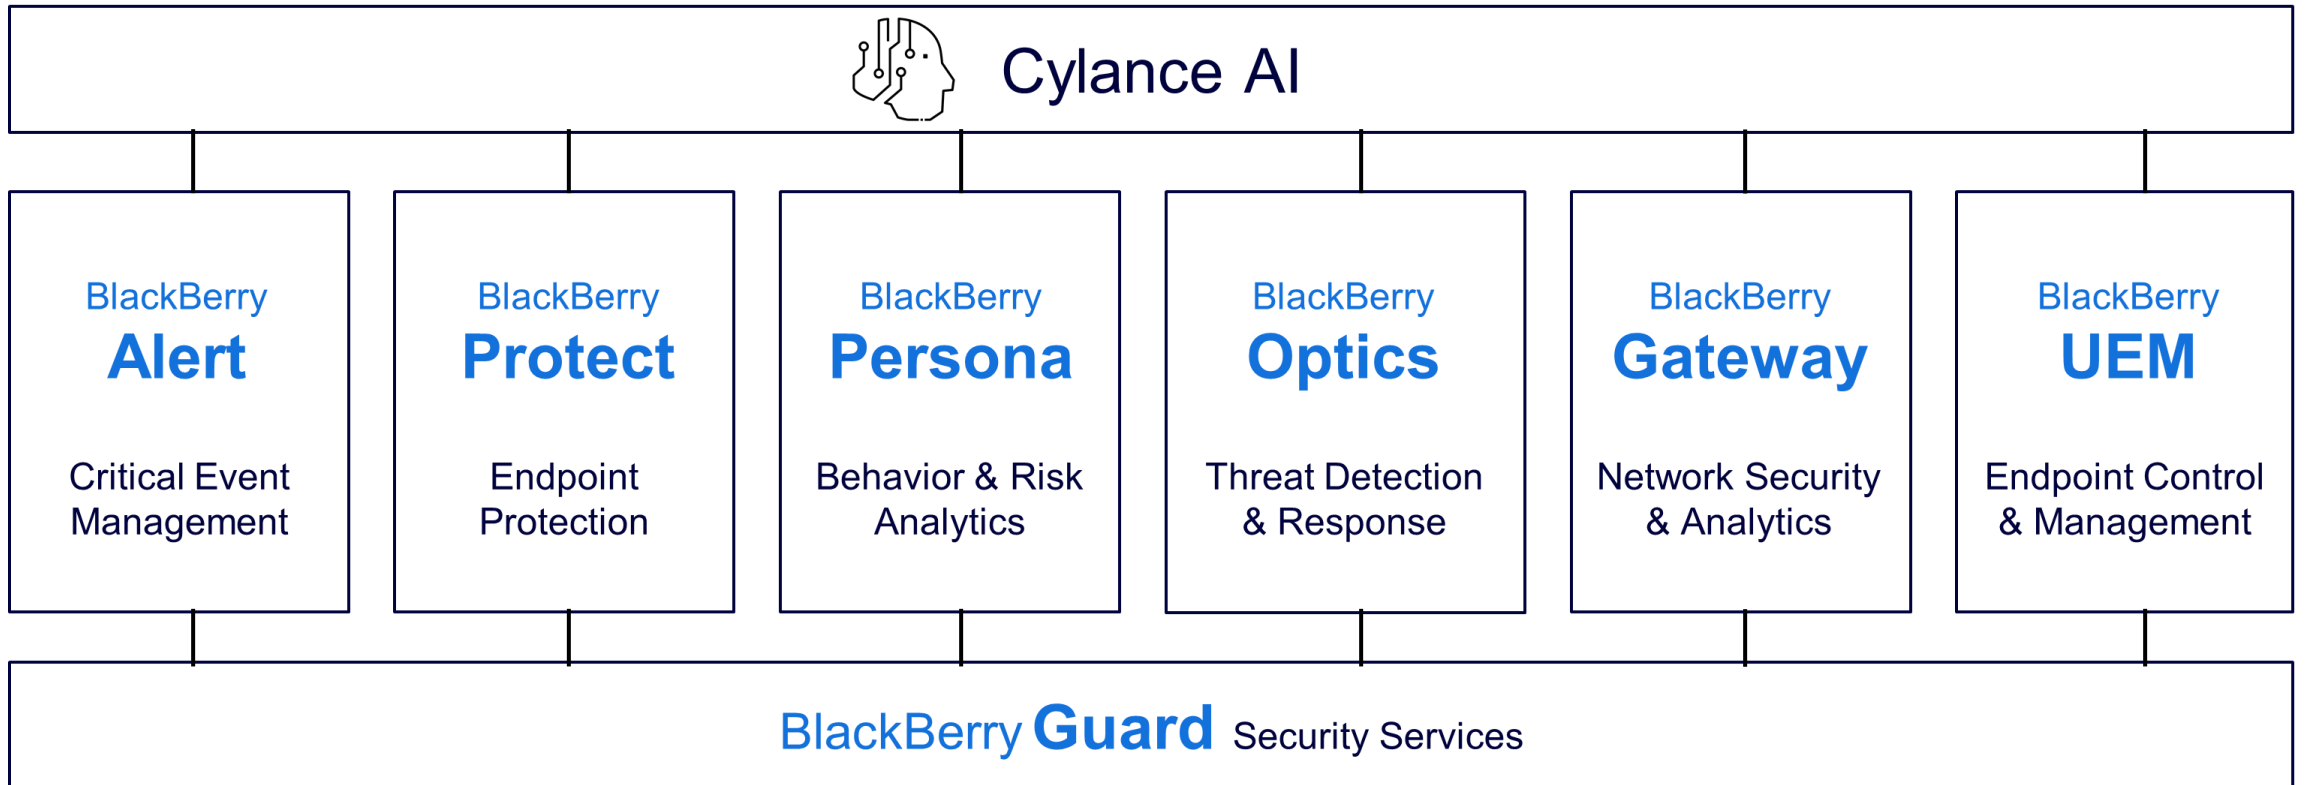 Cylance AI
BlackBerry
Alert
Critical Event
Management
BlackBerry
Protect
Endpoint
Protection
BlackBerry
Persona
Behavior & Risk
Analytics
BlackBerry
Optics
Threat Detection
& Response
BlackBerry
Gateway
Network Security
& Analytics
BlackBerry
UEM
Endpoint Control
& Management
BlackBerry Guard Security Services